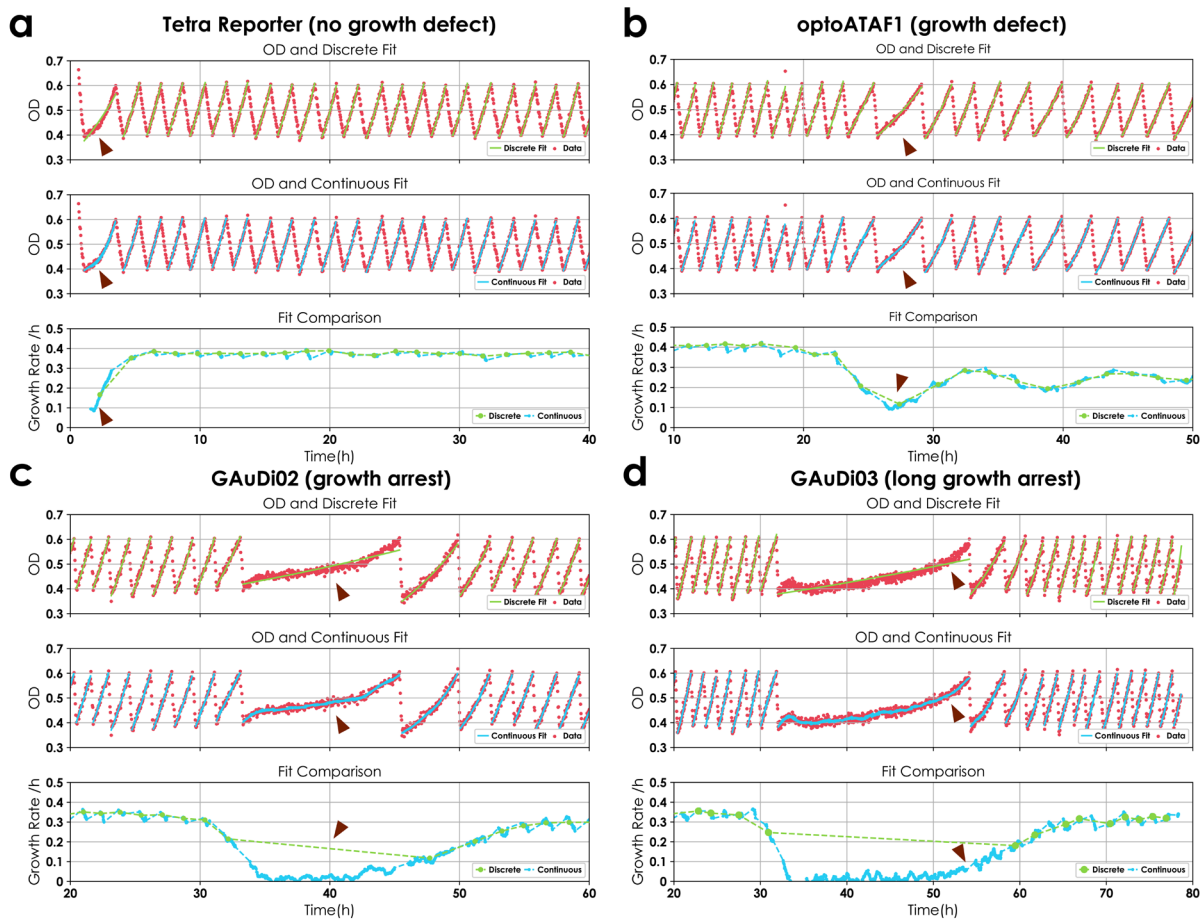 a
Tetra Reporter (no growth defect)
OD and Discrete Fit
0.7
0.6
0.5
0.4
0.3
OD
Discrete Fit
Data
OD and Continuous Fit
0.7
0.6
0.5
0.4
0.3
OD
Continuous Fit
Data
Fit Comparison
0.5
0.4
0.3
0.2
0.1
0
Growth Rate /h
Discrete
Continuous
0
10
20
30
40
Time(h)
b
optoATAF1 (growth defect)
OD and Discrete Fit
0.7
0.6
0.5
0.4
0.3
OD
Discrete Fit
Data
OD and Continuous Fit
0.7
0.6
0.5
0.4
0.3
OD
Continuous Fit
Data
Fit Comparison
0.5
0.4
0.3
0.2
0.1
0
Growth Rate /h
Discrete
Continuous
10
20
30
40
50
Time(h)
c
GAuDi02 (growth arrest)
OD and Discrete Fit
0.7
0.6
0.5
0.4
0.3
OD
Discrete Fit
Data
OD and Continuous Fit
0.7
0.6
0.5
0.4
0.3
OD
Continuous Fit
Data
Fit Comparison
0.5
0.4
0.3
0.2
0.1
0
Growth Rate /h
Discrete
Continuous
20
30
40
50
60
Time(h)
d
GAuDi03 (long growth arrest)
OD and Discrete Fit
0.7
0.6
0.5
0.4
0.3
OD
Discrete Fit
Data
OD and Continuous Fit
0.7
0.6
0.5
0.4
0.3
OD
Continuous Fit
Data
Fit Comparison
0.5
0.4
0.3
0.2
0.1
0
Growth Rate /h
Discrete
Continuous
20
30
40
50
60
70
80
Time(h)